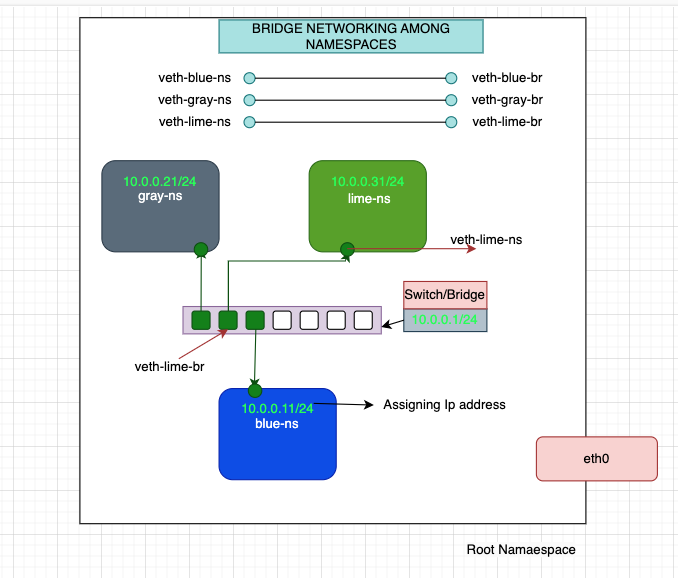 BRIDGE NETWORKING AMONG
NAMESPACES
veth-blue-ns veth-blue-br
veth-gray-ns veth-gray-br
veth-lime-ns veth-lime-br
10.0.0.21/24
gray-ns
10.0.0.31/24
lime-ns
veth-lime-ns
Switch/Bridge
10.0.0.1/24
veth-lime-br
10.0.0.11/24
blue-ns
Assigning Ip address
eth0
Root Namaespace